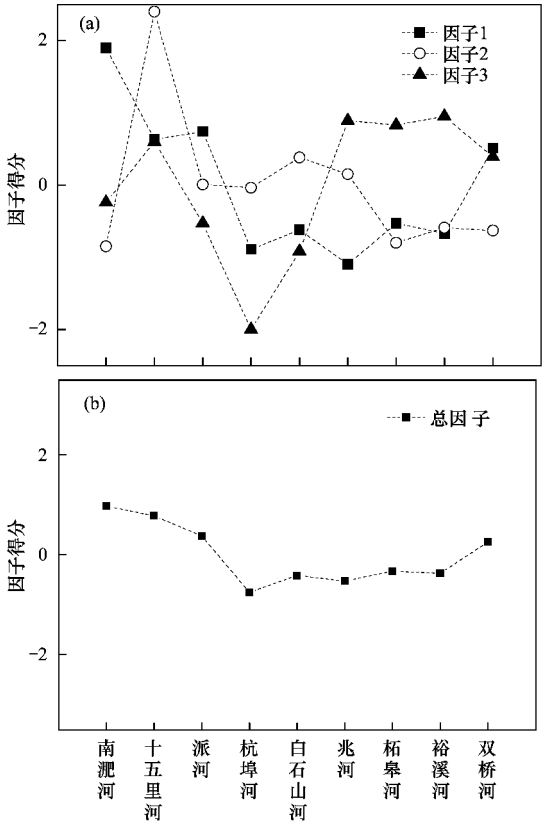 (a)
因子1
因子2
因子3
2
0
−2
因子得分
(b)
总因子
2
0
−2
因子得分
南淝河
十五里河
派河
杭埠河
白石山河
兆河
柘皋河
裕溪河
双桥河